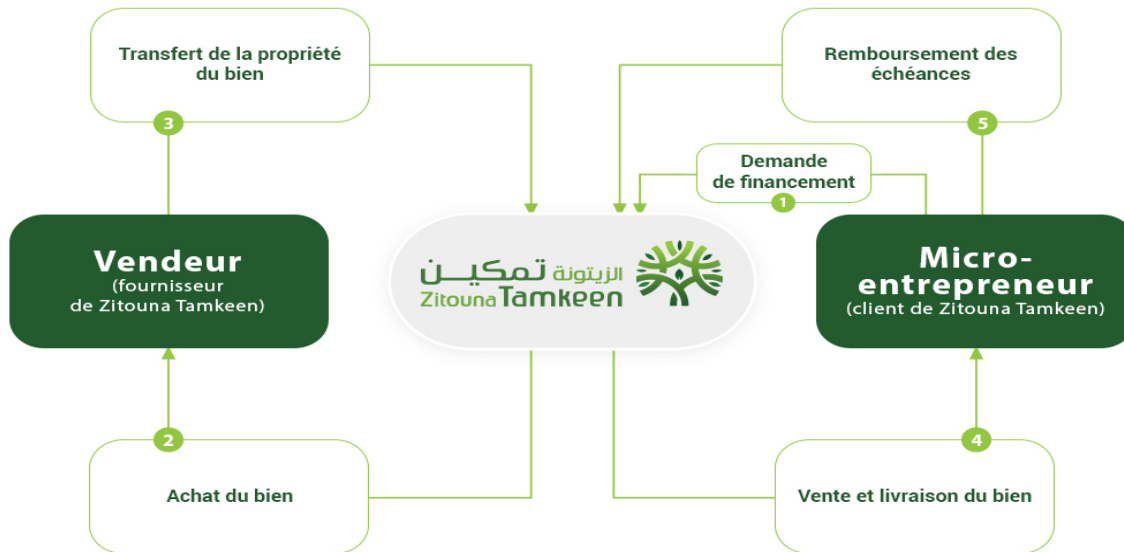 Transfert de la propriété
du bien
3
Remboursement des
échéances
5
Demande
de financement
1
Vendeur
(fournisseur
de Zitouna Tamkeen)
الزيتونة تمكيــن
Zitouna Tamkeen
Micro-
entrepreneur
(client de Zitouna Tamkeen)
2
Achat du bien
4
Vente et livraison du bien